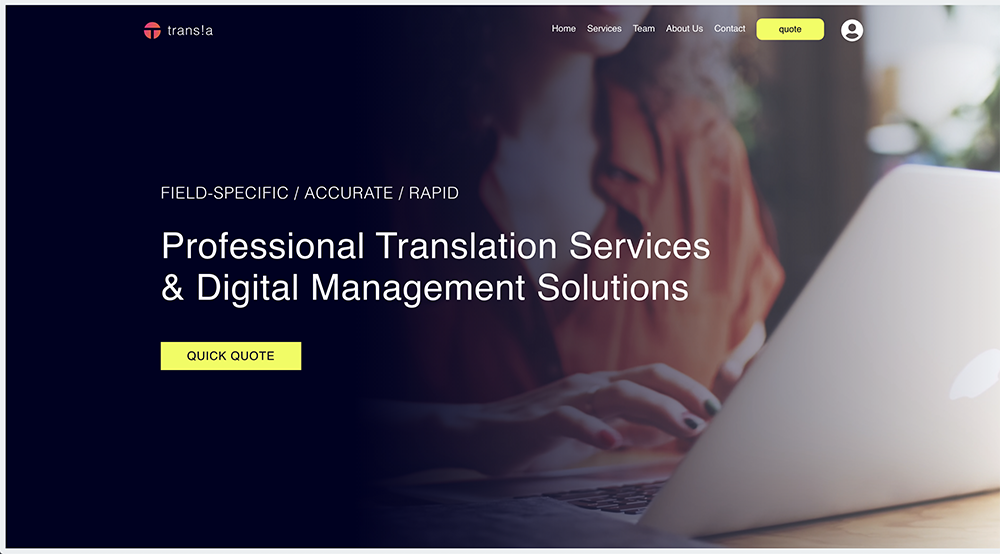 trans!a
Home Services Team About Us Contact quote
FIELD-SPECIFIC / ACCURATE / RAPID
Professional Translation Services
& Digital Management Solutions
QUICK QUOTE